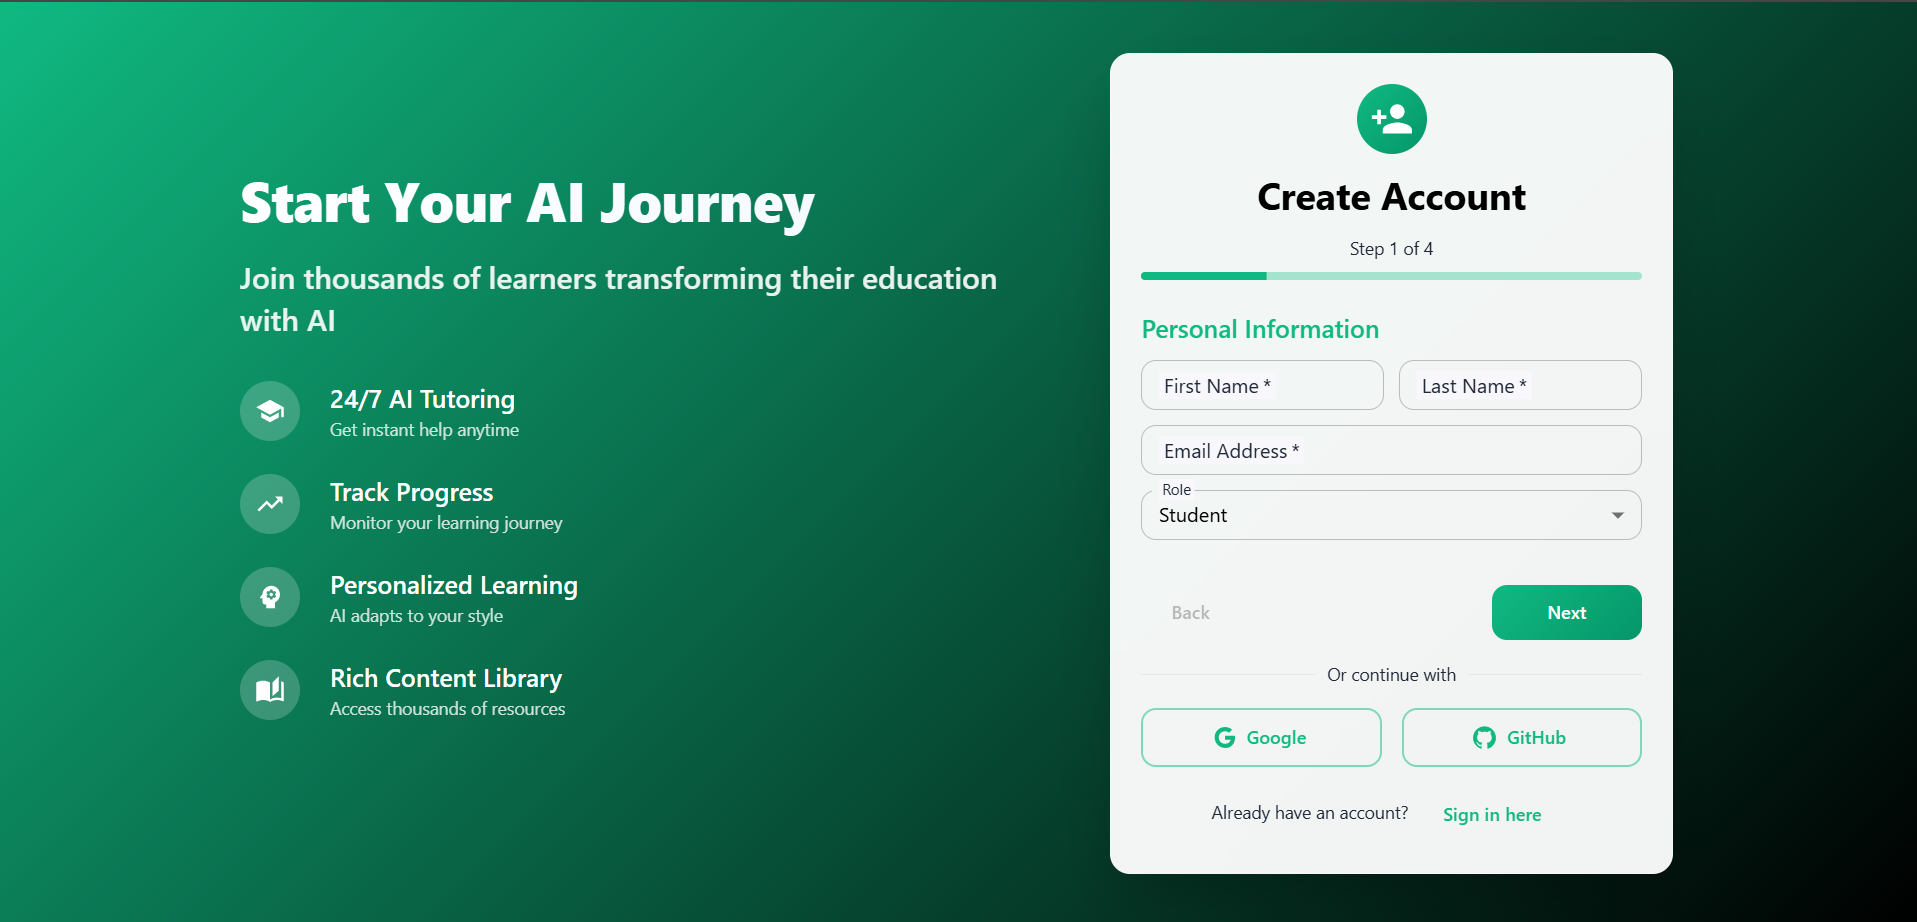 Start Your AI Journey
Join thousands of learners transforming their education
with AI
24/7 AI Tutoring
Get instant help anytime
Track Progress
Monitor your learning journey
Personalized Learning
AI adapts to your style
Rich Content Library
Access thousands of resources
Create Account
Step 1 of 4
Personal Information
First Name *
Last Name *
Email Address *
Role
Student
Back
Next
Or continue with
Google
GitHub
Already have an account? Sign in here